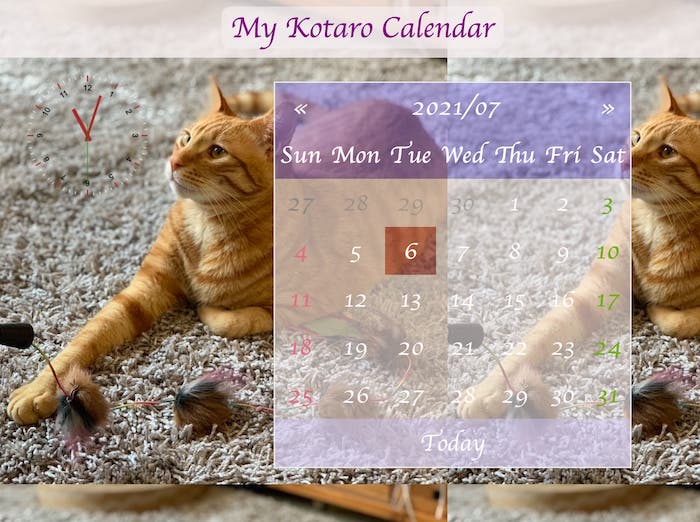 My Kotaro Calendar
12
« 2021/07 »
Sun Mon Tue Wed Thu Fri Sat
27 28 29 30 1 2 3
4 5 6 7 8 9 10
11 12 13 14 15 16 17
18 19 20 21 22 23 24
25 26 27 28 29 30 31
Today